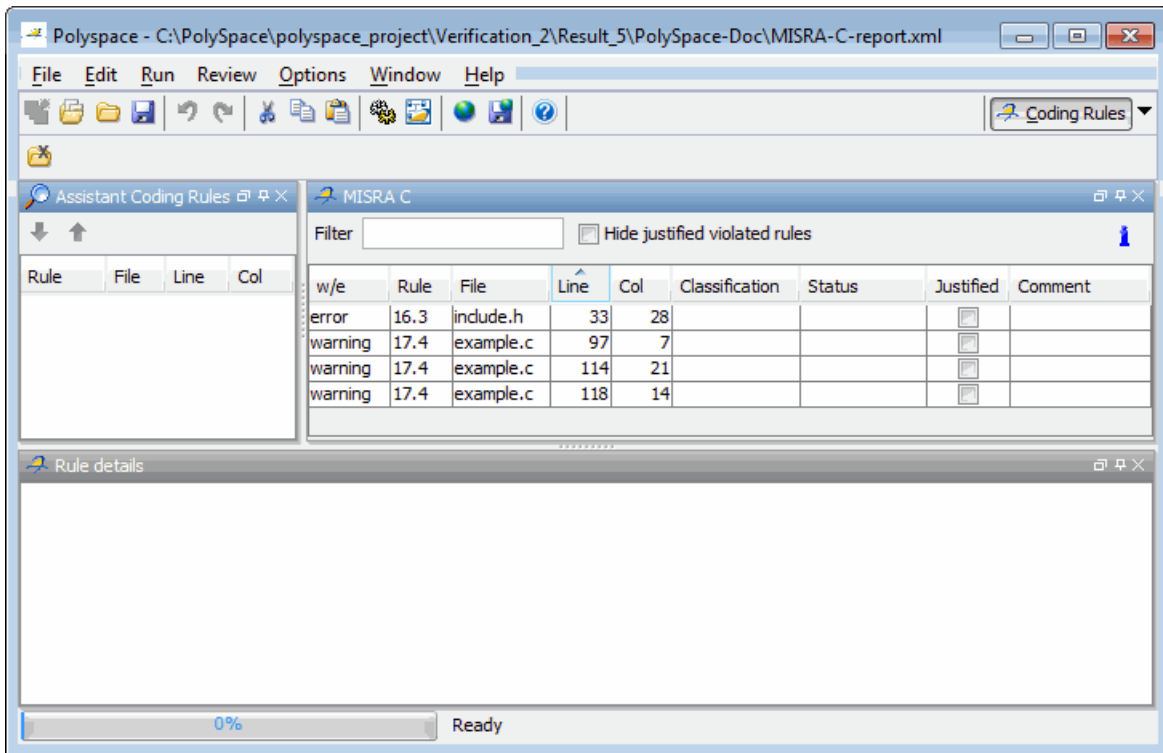 Polyspace - C:\PolySpace\polyspace_project\Verification_2\Result_5\PolySpace-Doc\MISRA-C-report.xml
File Edit Run Review Options Window Help
Coding Rules
Assistant Coding Rules
MISRA C
Filter Hide justified violated rules
Rule File Line Col
w/e Rule File Line Col Classification Status Justified Comment
error 16.3 include.h 33 28
warning 17.4 example.c 97 7
warning 17.4 example.c 114 21
warning 17.4 example.c 118 14
Rule details
0% Ready